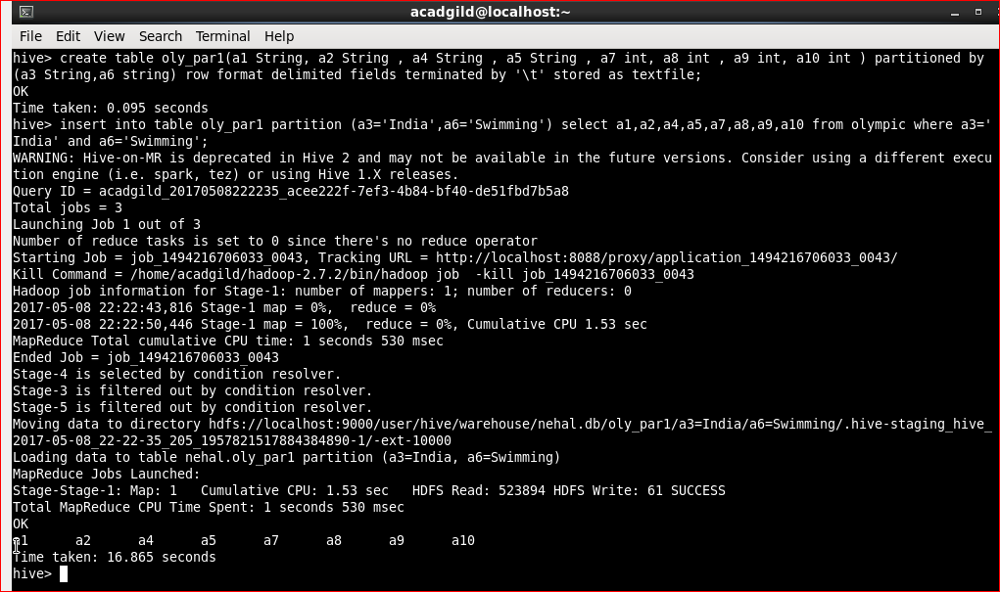 acadgild@localhost:~
File Edit View Search Terminal Help
hive> create table oly_par1(a1 String, a2 String , a4 String , a5 String , a7 int, a8 int , a9 int, a10 int ) partitioned by
(a3 String,a6 string) row format delimited fields terminated by '\t' stored as textfile;
OK
Time taken: 0.095 seconds
hive> insert into table oly_par1 partition (a3='India',a6='Swimming') select a1,a2,a4,a5,a7,a8,a9,a10 from olympic where a3='
India' and a6='Swimming';
WARNING: Hive-on-MR is deprecated in Hive 2 and may not be available in the future versions. Consider using a different execu
tion engine (i.e. spark, tez) or using Hive 1.X releases.
Query ID = acadgild_20170508222235_acee222f-7ef3-4b84-bf40-de51fbd7b5a8
Total jobs = 3
Launching Job 1 out of 3
Number of reduce tasks is set to 0 since there's no reduce operator
Starting Job = job_1494216706033_0043, Tracking URL = http://localhost:8088/proxy/application_1494216706033_0043/
Kill Command = /home/acadgild/hadoop-2.7.2/bin/hadoop job  -kill job_1494216706033_0043
Hadoop job information for Stage-1: number of mappers: 1; number of reducers: 0
2017-05-08 22:22:43,816 Stage-1 map = 0%,  reduce = 0%
2017-05-08 22:22:50,446 Stage-1 map = 100%,  reduce = 0%, Cumulative CPU 1.53 sec
MapReduce Total cumulative CPU time: 1 seconds 530 msec
Ended Job = job_1494216706033_0043
Stage-4 is selected by condition resolver.
Stage-3 is filtered out by condition resolver.
Stage-5 is filtered out by condition resolver.
Moving data to directory hdfs://localhost:9000/user/hive/warehouse/nehal.db/oly_par1/a3=India/a6=Swimming/.hive-staging_hive_
2017-05-08_22-22-35_205_1957821517884384890-1/-ext-10000
Loading data to table nehal.oly_par1 partition (a3=India, a6=Swimming)
MapReduce Jobs Launched:
Stage-Stage-1: Map: 1   Cumulative CPU: 1.53 sec   HDFS Read: 523894 HDFS Write: 61 SUCCESS
Total MapReduce CPU Time Spent: 1 seconds 530 msec
OK
a1      a2      a4      a5      a7      a8      a9      a10
Time taken: 16.865 seconds
hive>